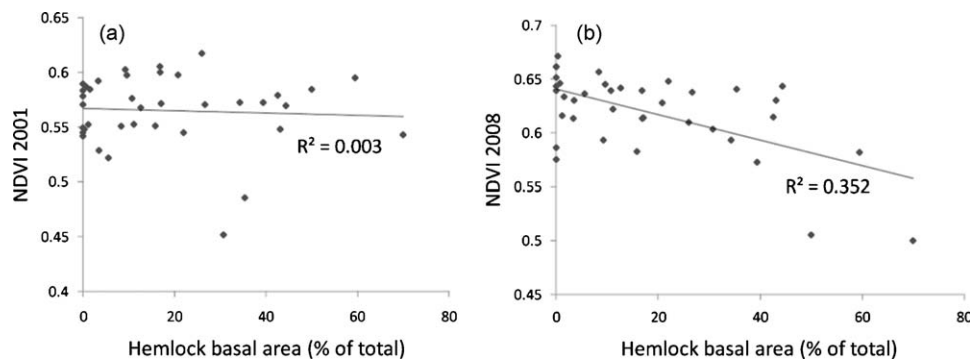 (a)
NDVI 2001
0.65
0.6
0.55
0.5
0.45
0.4
R² = 0.003
0 20 40 60 80
Hemlock basal area (% of total)
(b)
NDVI 2008
0.7
0.65
0.6
0.55
0.5
0.45
R² = 0.352
0 20 40 60 80
Hemlock basal area (% of total)